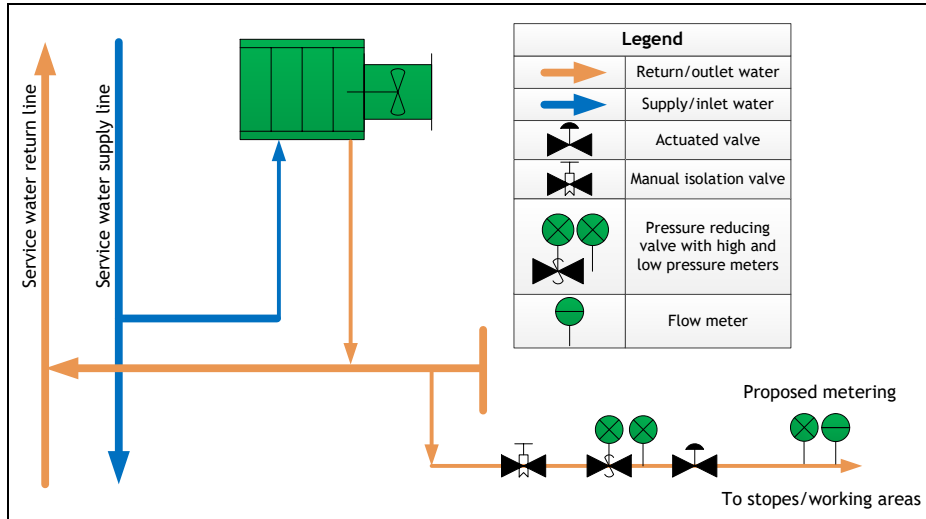 Service water return line
Service water supply line
Legend
Return/outlet water
Supply/inlet water
Actuated valve
Manual isolation valve
Pressure reducing
valve with high and
low pressure meters
Flow meter
Proposed metering
To stopes/working areas